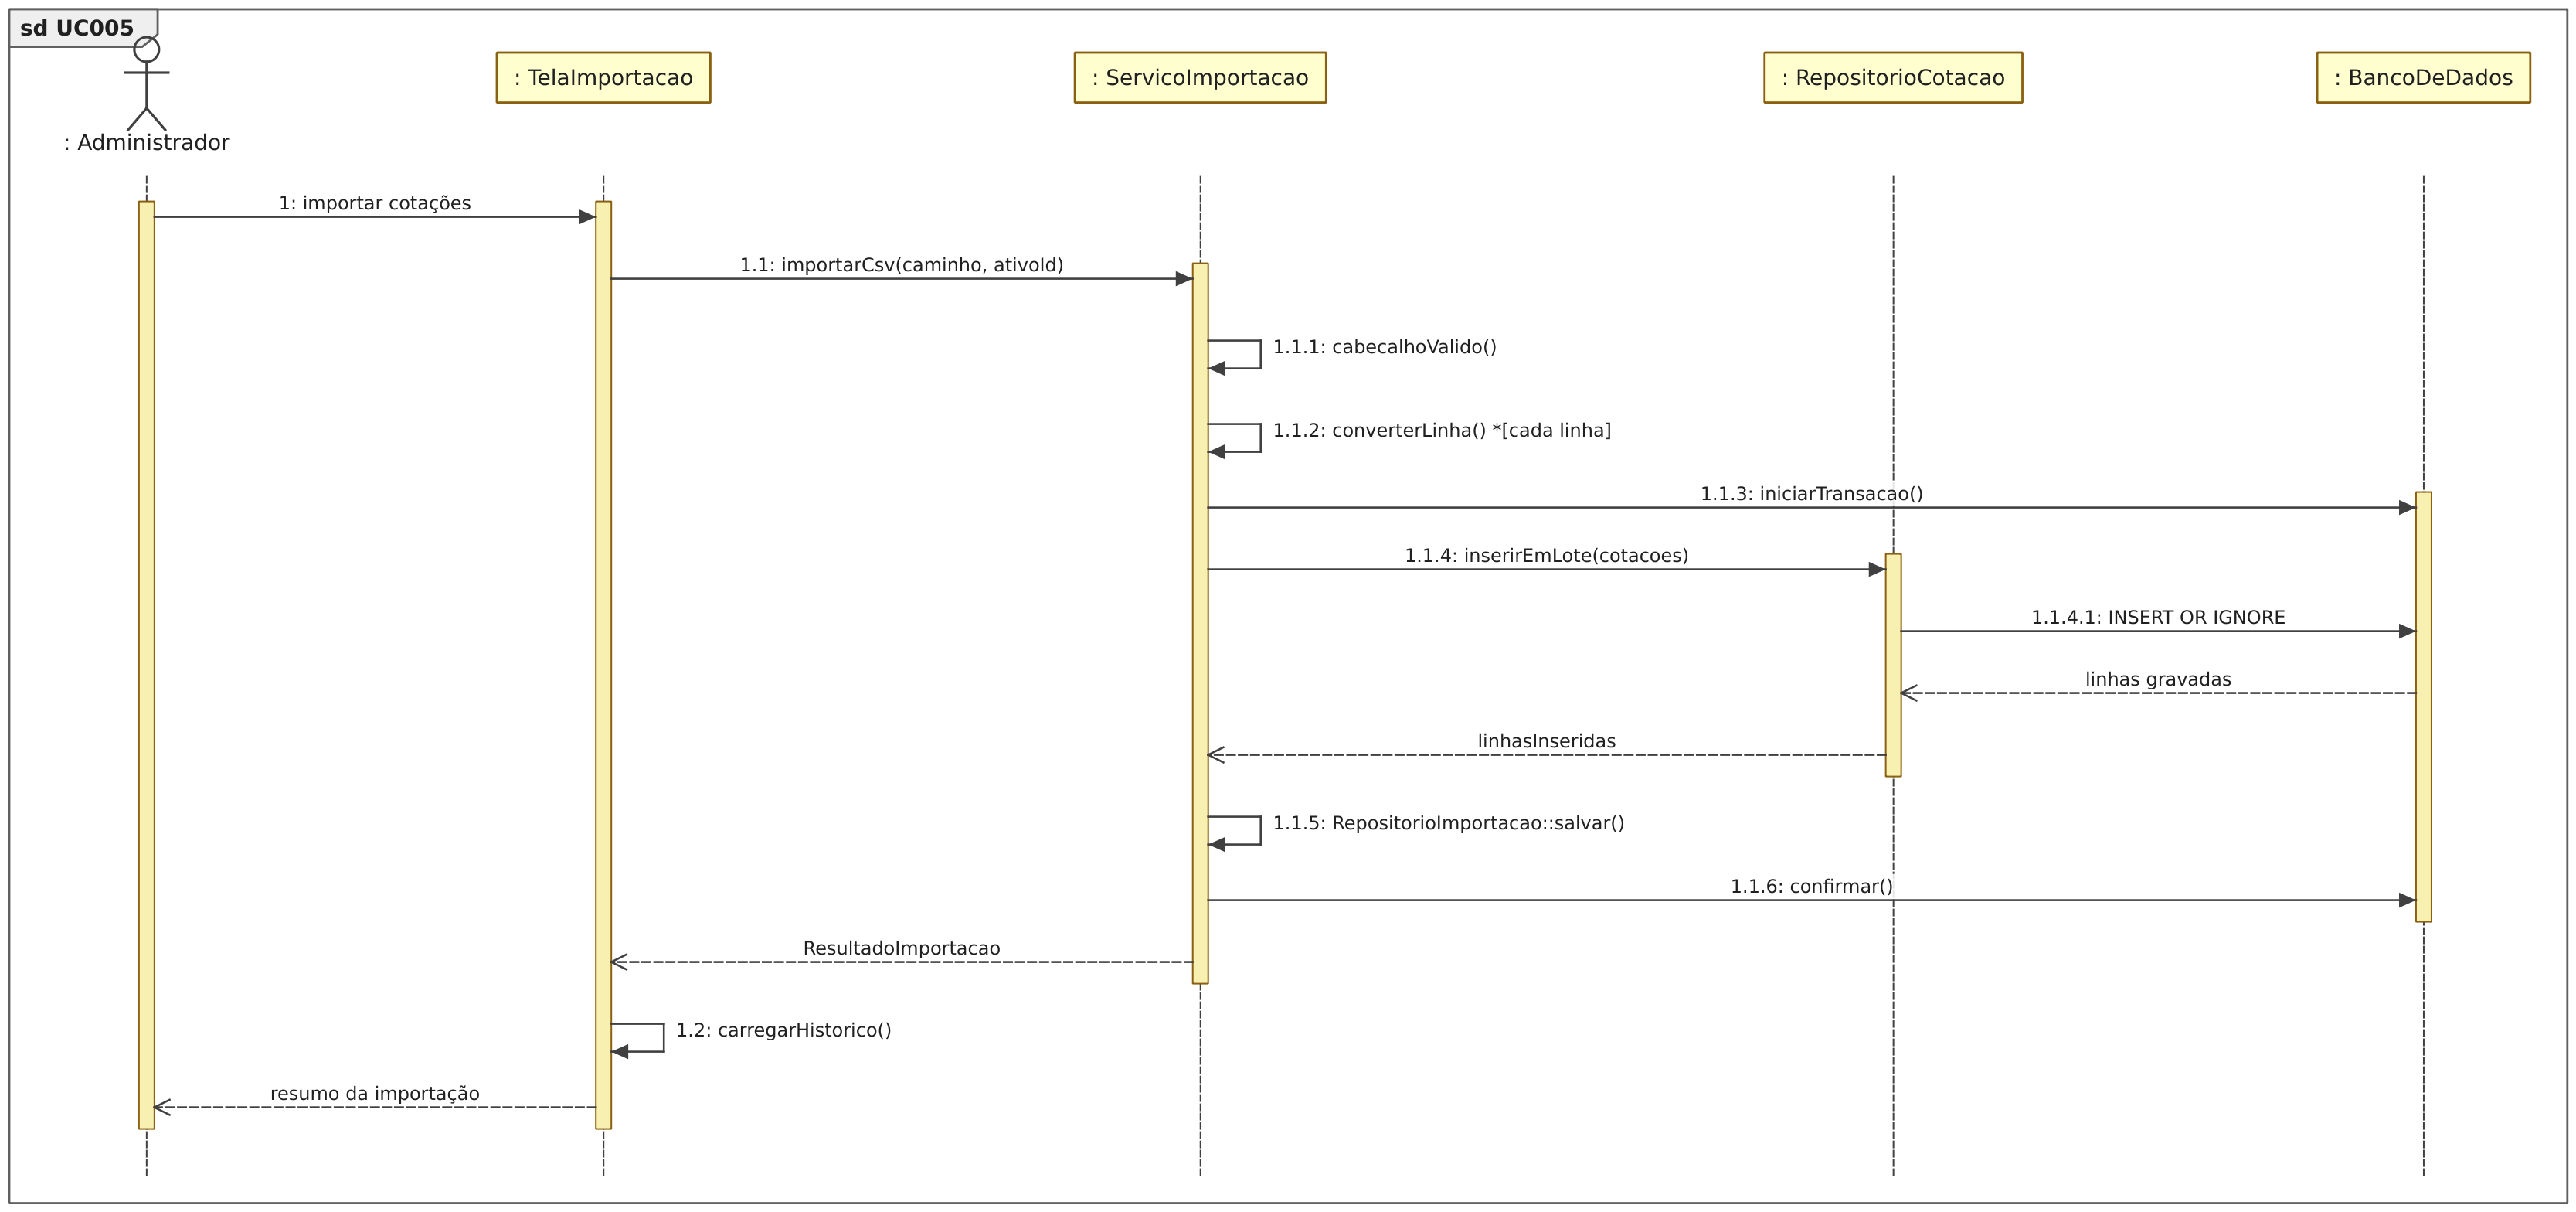 sd UC005
: Administrador
: TelaImportacao
: ServicoImportacao
: RepositorioCotacao
: BancoDeDados
1: importar cotações
1.1: importarCsv(caminho, ativoId)
1.1.1: cabecalhoValido()
1.1.2: converterLinha() *[cada linha]
1.1.3: iniciarTransacao()
1.1.4: inserirEmLote(cotacoes)
1.1.4.1: INSERT OR IGNORE
linhas gravadas
linhasInseridas
1.1.5: RepositorioImportacao::salvar()
1.1.6: confirmar()
ResultadoImportacao
1.2: carregarHistorico()
resumo da importação